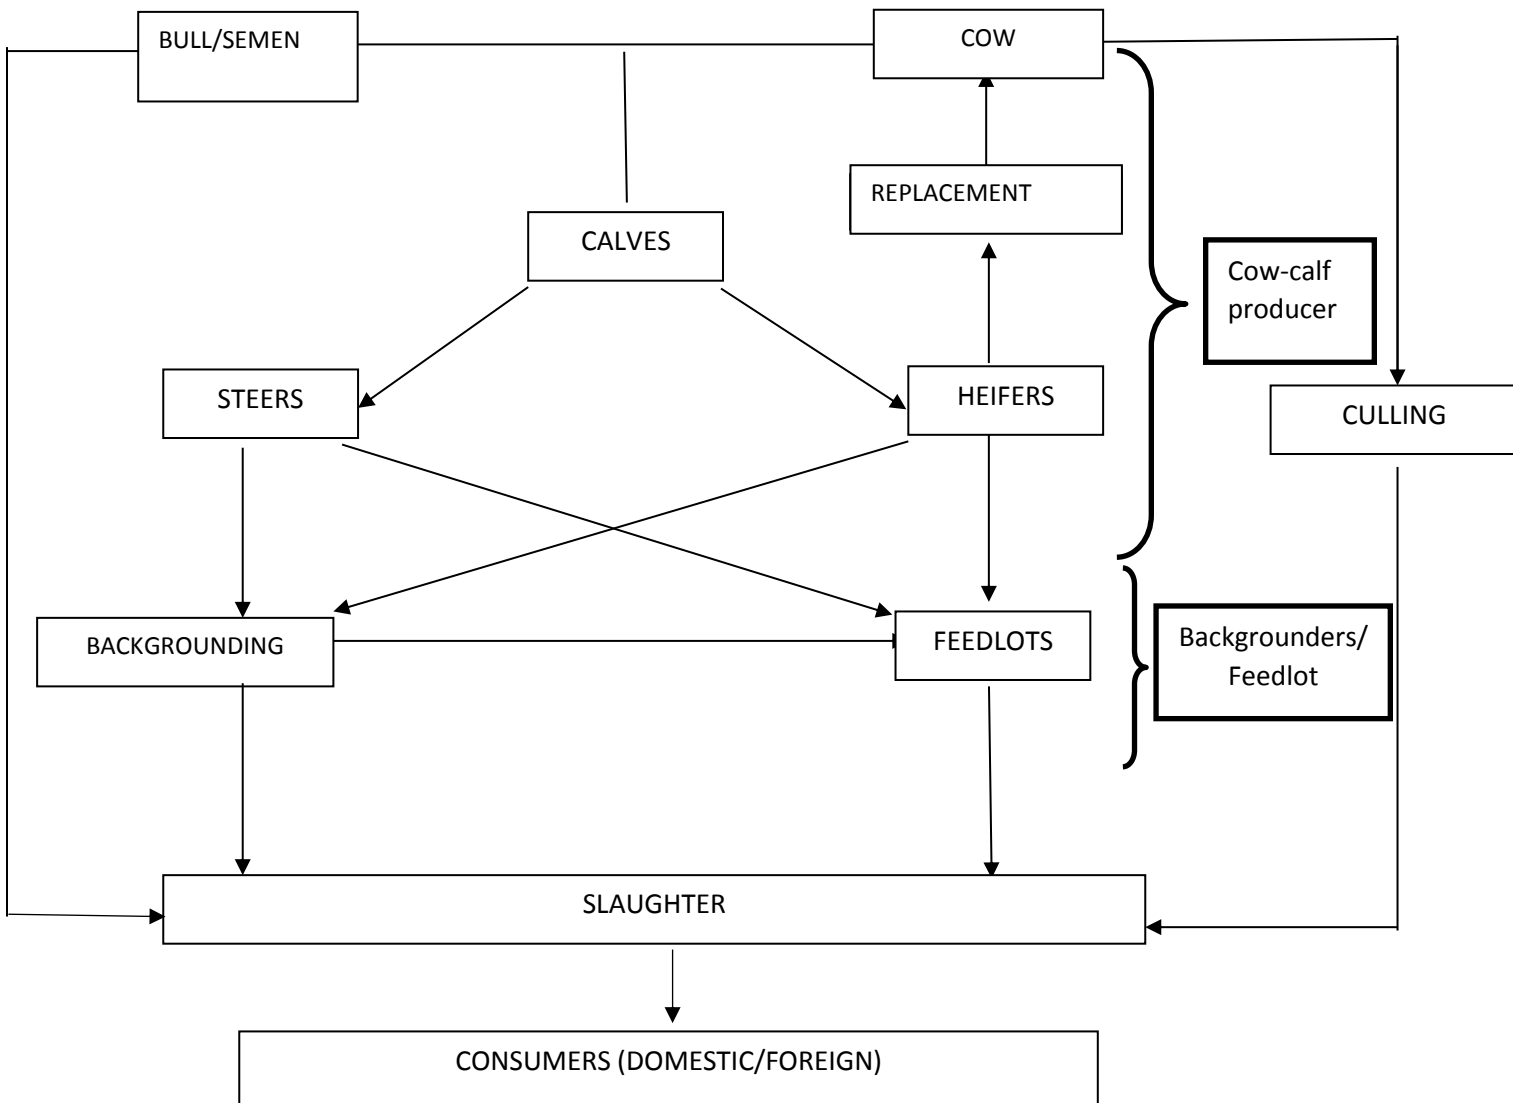 BULL/SEMEN
COW
REPLACEMENT
CALVES
Cow-calf
producer
STEERS
HEIFERS
CULLING
BACKGROUNDING
FEEDLOTS
Backgrounders/
Feedlot
SLAUGHTER
CONSUMERS (DOMESTIC/FOREIGN)